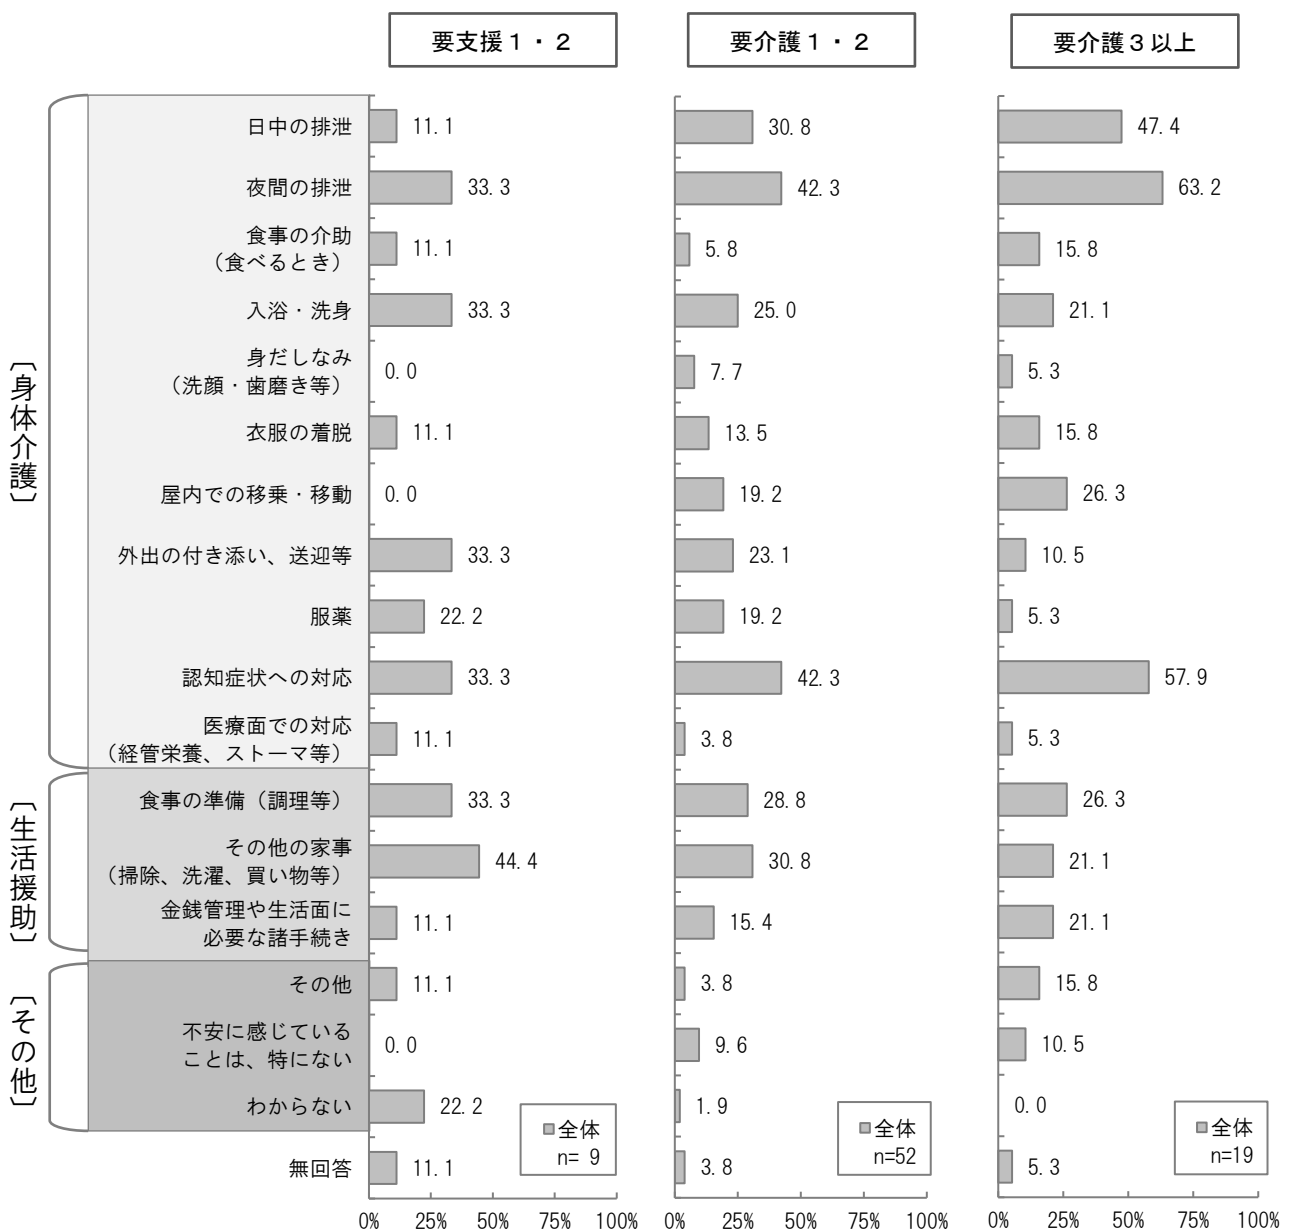 要支援１・２
要介護１・２
要介護３以上
〔身体介護〕
日中の排泄
11.1
30.8
47.4
夜間の排泄
33.3
42.3
63.2
食事の介助
（食べるとき）
11.1
5.8
15.8
入浴・洗身
33.3
25.0
21.1
身だしなみ
（洗顔・歯磨き等）
0.0
7.7
5.3
衣服の着脱
11.1
13.5
15.8
屋内での移乗・移動
0.0
19.2
26.3
外出の付き添い、送迎等
33.3
23.1
10.5
服薬
22.2
19.2
5.3
認知症状への対応
33.3
42.3
57.9
医療面での対応
（経管栄養、ストーマ等）
11.1
3.8
5.3
〔生活援助〕
食事の準備（調理等）
33.3
28.8
26.3
その他の家事
（掃除、洗濯、買い物等）
44.4
30.8
21.1
金銭管理や生活面に
必要な諸手続き
11.1
15.4
21.1
〔その他〕
その他
11.1
3.8
15.8
不安に感じている
ことは、特にない
0.0
9.6
10.5
わからない
22.2
1.9
0.0
無回答
11.1
3.8
5.3
全体
n= 9
全体
n=52
全体
n=19
0% 25% 50% 75% 100%
0% 25% 50% 75% 100%
0% 25% 50% 75% 100%